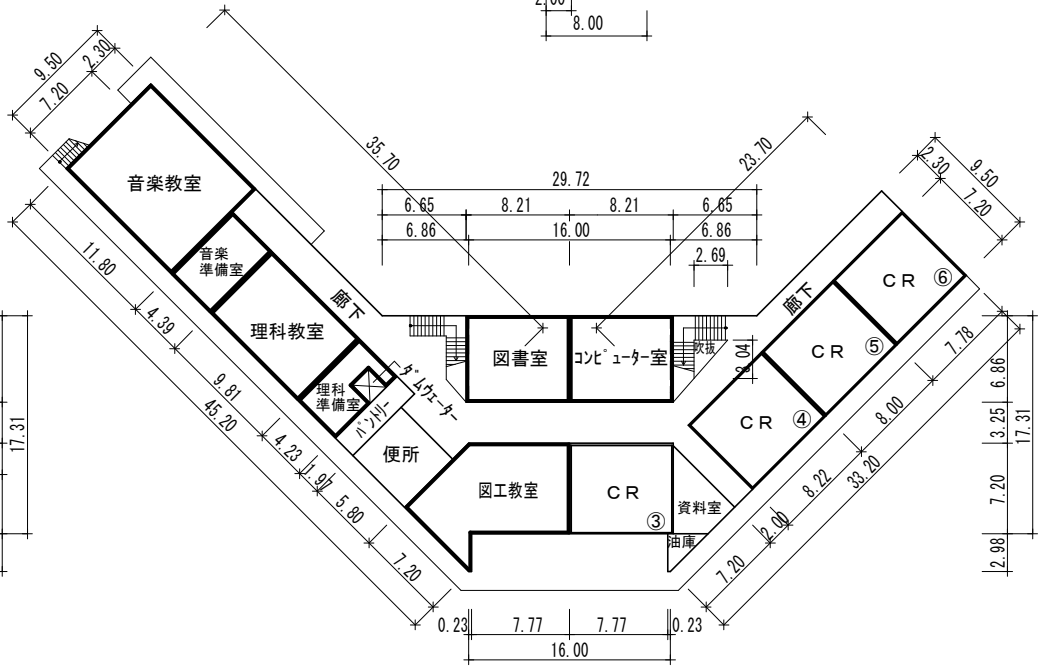 2.00
8.00
9.50
2.30
7.20
35.70
23.70
29.72
6.65
8.21
8.21
6.65
6.86
16.00
6.86
2.69
2.30
9.50
7.20
音楽教室
音楽
準備室
理科教室
廊下
理科
準備室
ダムウェーター
パントリー
便所
図書室
コンピューター室
吹抜
3.04
廊下
CR
⑥
CR
⑤
CR
④
図工教室
CR
③
資料室
油庫
11.80
4.39
9.81
45.20
4.23
1.97
5.80
7.20
17.31
7.78
8.00
8.22
33.20
2.00
7.20
6.86
3.25
17.31
7.20
2.98
0.23
7.77
7.77
0.23
16.00